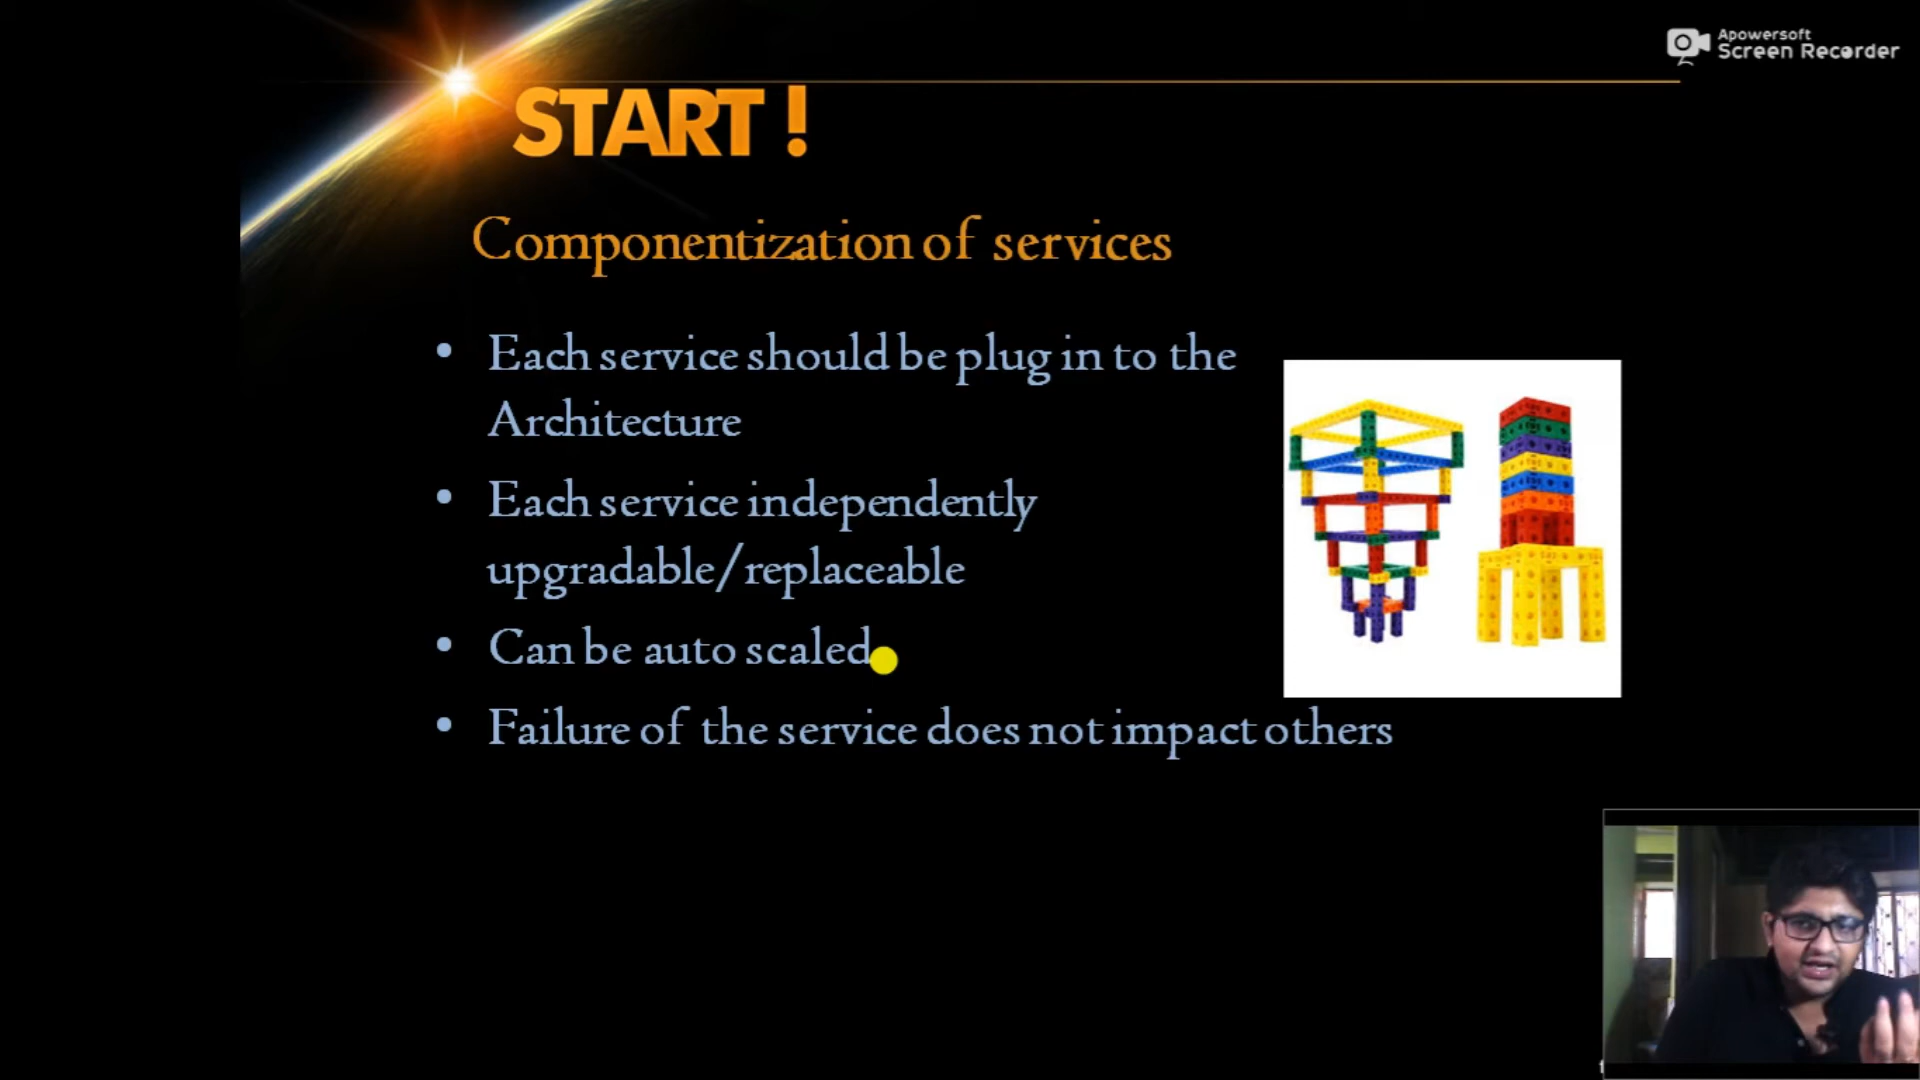 Apowersoft
Screen Recorder
START !
Componentization of services
• Each service should be plug in to the
Architecture
• Each service independently
upgradable/replaceable
• Can be auto scaled
• Failure of the service does not impact others